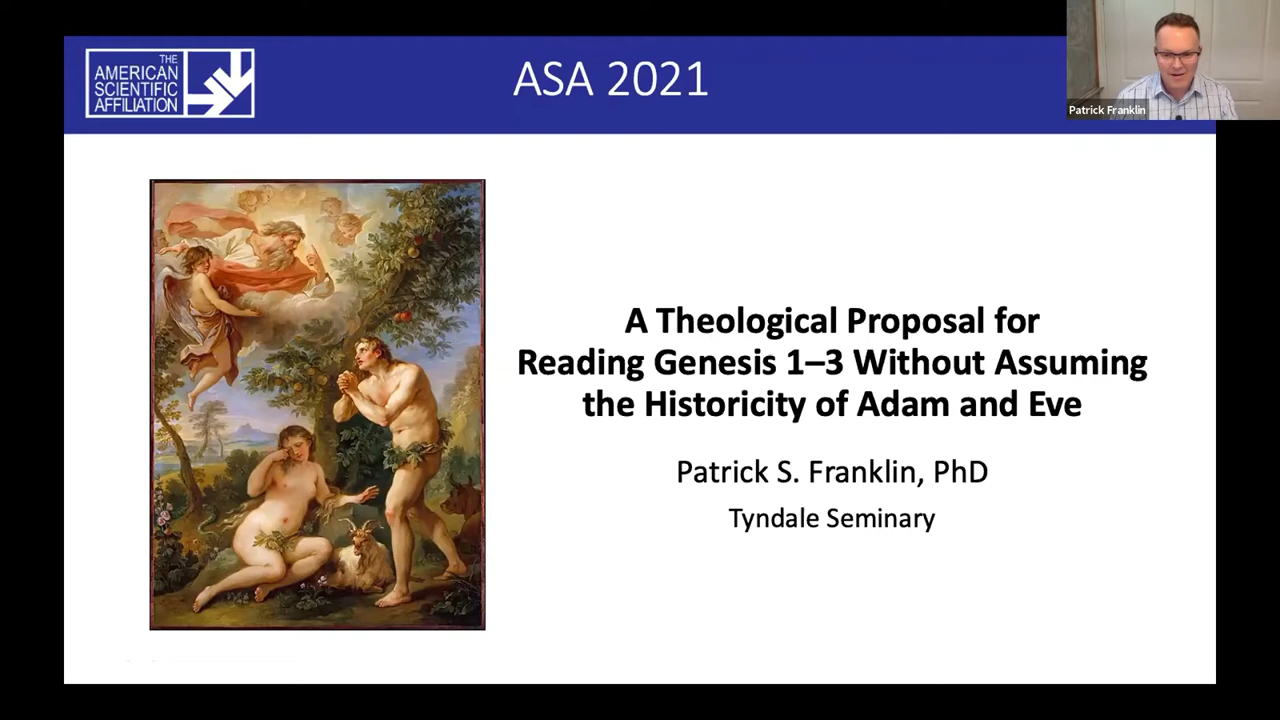 THE
AMERICAN
SCIENTIFIC
AFFILIATION
ASA 2021
Patrick Franklin
A Theological Proposal for
Reading Genesis 1–3 Without Assuming
the Historicity of Adam and Eve
Patrick S. Franklin, PhD
Tyndale Seminary